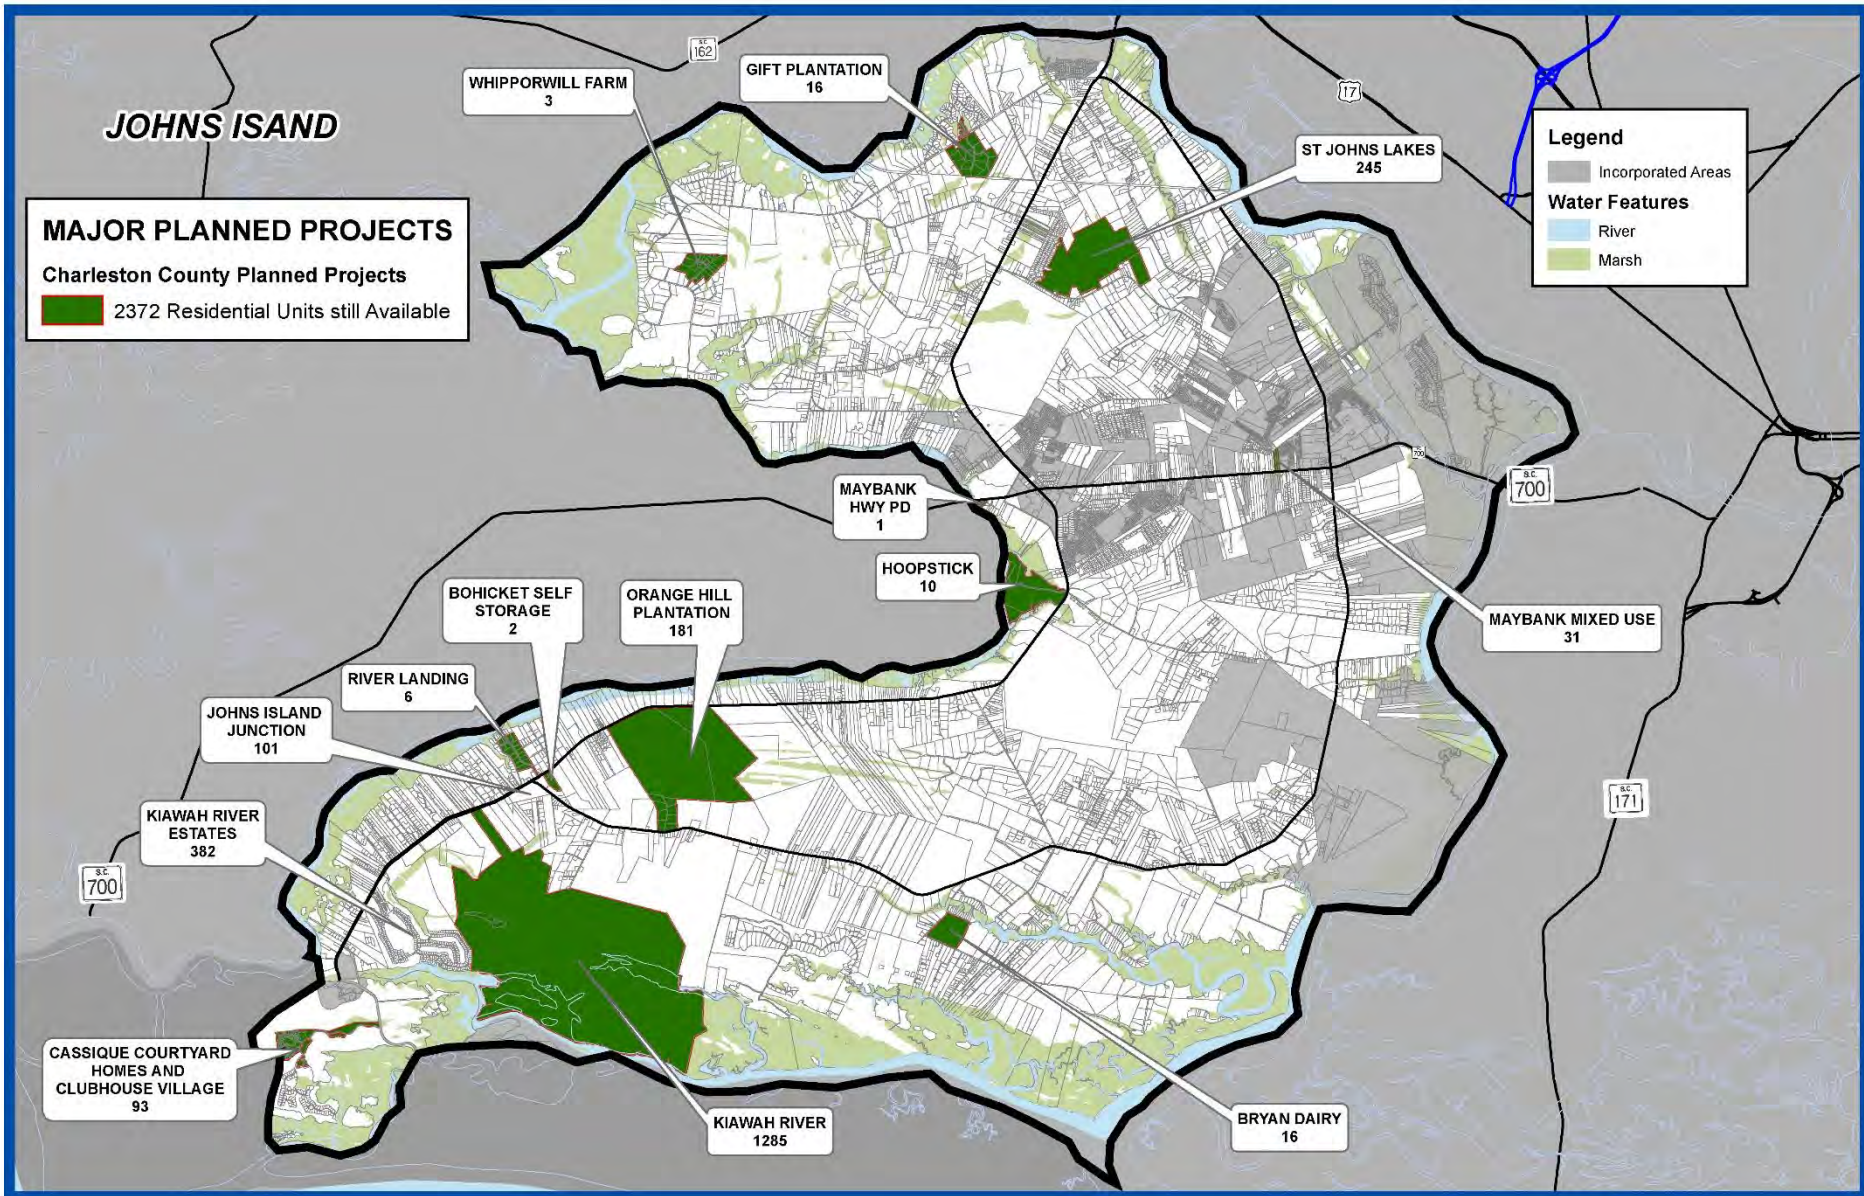 S.C.
162
JOHNS ISAND
WHIPPORWILL FARM
3
GIFT PLANTATION
16
17
ST JOHNS LAKES
245
Legend
Incorporated Areas
Water Features
River
Marsh
MAJOR PLANNED PROJECTS
Charleston County Planned Projects
2372 Residential Units still Available
700
S.C.
700
MAYBANK
HWY PD
1
HOOPSTICK
10
MAYBANK MIXED USE
31
BOHICKET SELF
STORAGE
2
ORANGE HILL
PLANTATION
181
RIVER LANDING
6
JOHNS ISLAND
JUNCTION
101
KIAWAH RIVER
ESTATES
382
S.C.
700
S.C.
171
CASSIQUE COURTYARD
HOMES AND
CLUBHOUSE VILLAGE
93
KIAWAH RIVER
1285
BRYAN DAIRY
16